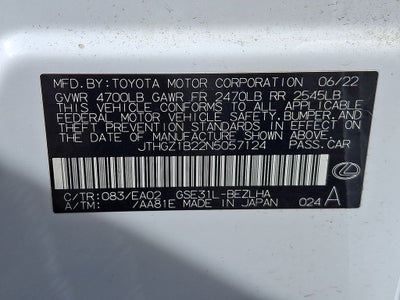 MFD.BY:TOYOTA MOTOR CORPORATION 06/22
GVWR 4700LB GAWR FR 2470LB RR 2545LB
THIS VEHICLE CONFORMS TO ALL APPLICABLE
FEDERAL MOTOR VEHICLE SAFETY AND
THEFT PREVENTION STANDARDS IN EFFECT ON
THE DATE OF MANUFACTURE SHOWN ABOVE.
JTHGZ1B22N5057124 PASS.CAR
C/TR:083/EA02 GSE31L-BEZLHA
A/TM: /AA81E MADE IN JAPAN 024 A